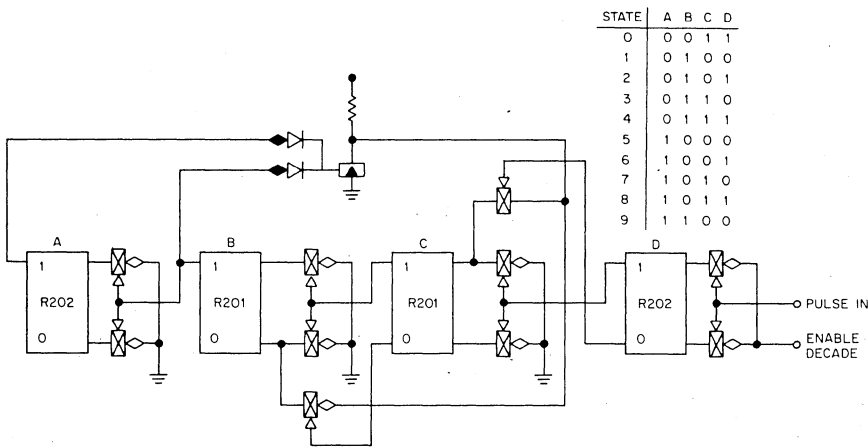 STATE A B C D
0 0 0 1 1
1 0 1 0 0
2 0 1 0 1
3 0 1 1 0
4 0 1 1 1
5 1 0 0 0
6 1 0 0 1
7 1 0 1 0
8 1 0 1 1
9 1 1 0 0
A B C D
1 1 1 1
R202 R201 R201 R202
0 0 0 0
PULSE IN
ENABLE
DECADE